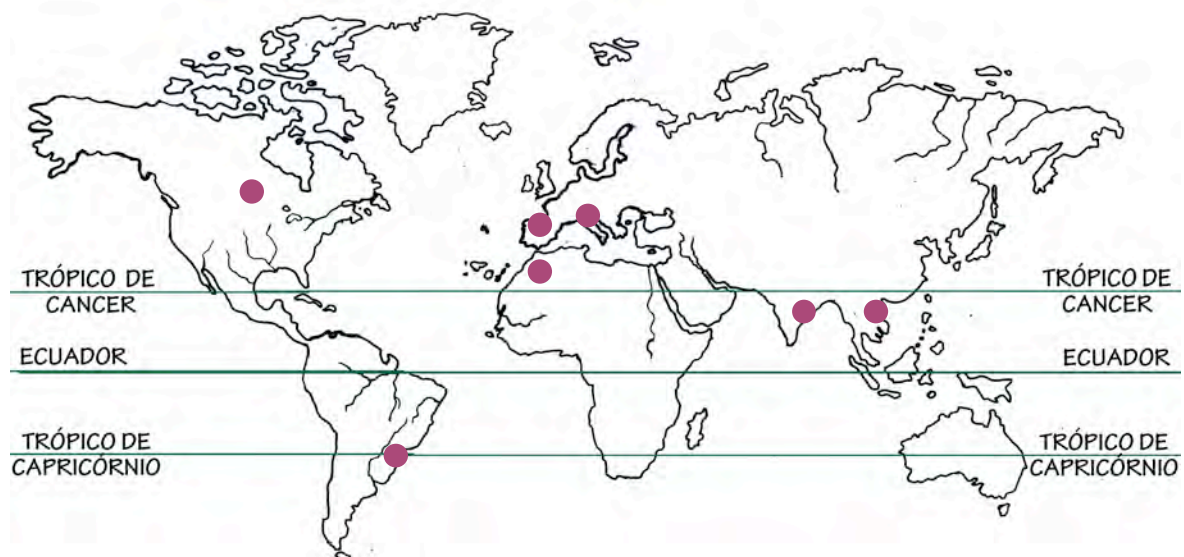 TRÓPICO DE
CANCER
TRÓPICO DE
CANCER
ECUADOR
ECUADOR
TRÓPICO DE
CAPRICÓRNIO
TRÓPICO DE
CAPRICÓRNIO